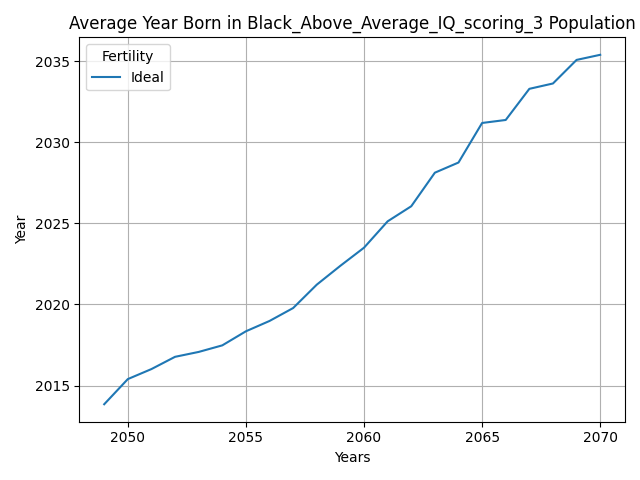 Average Year Born in Black_Above_Average_IQ_scoring_3 Population
Fertility
Ideal
Year
2035
2030
2025
2020
2015
2050
2055
2060
2065
2070
Years